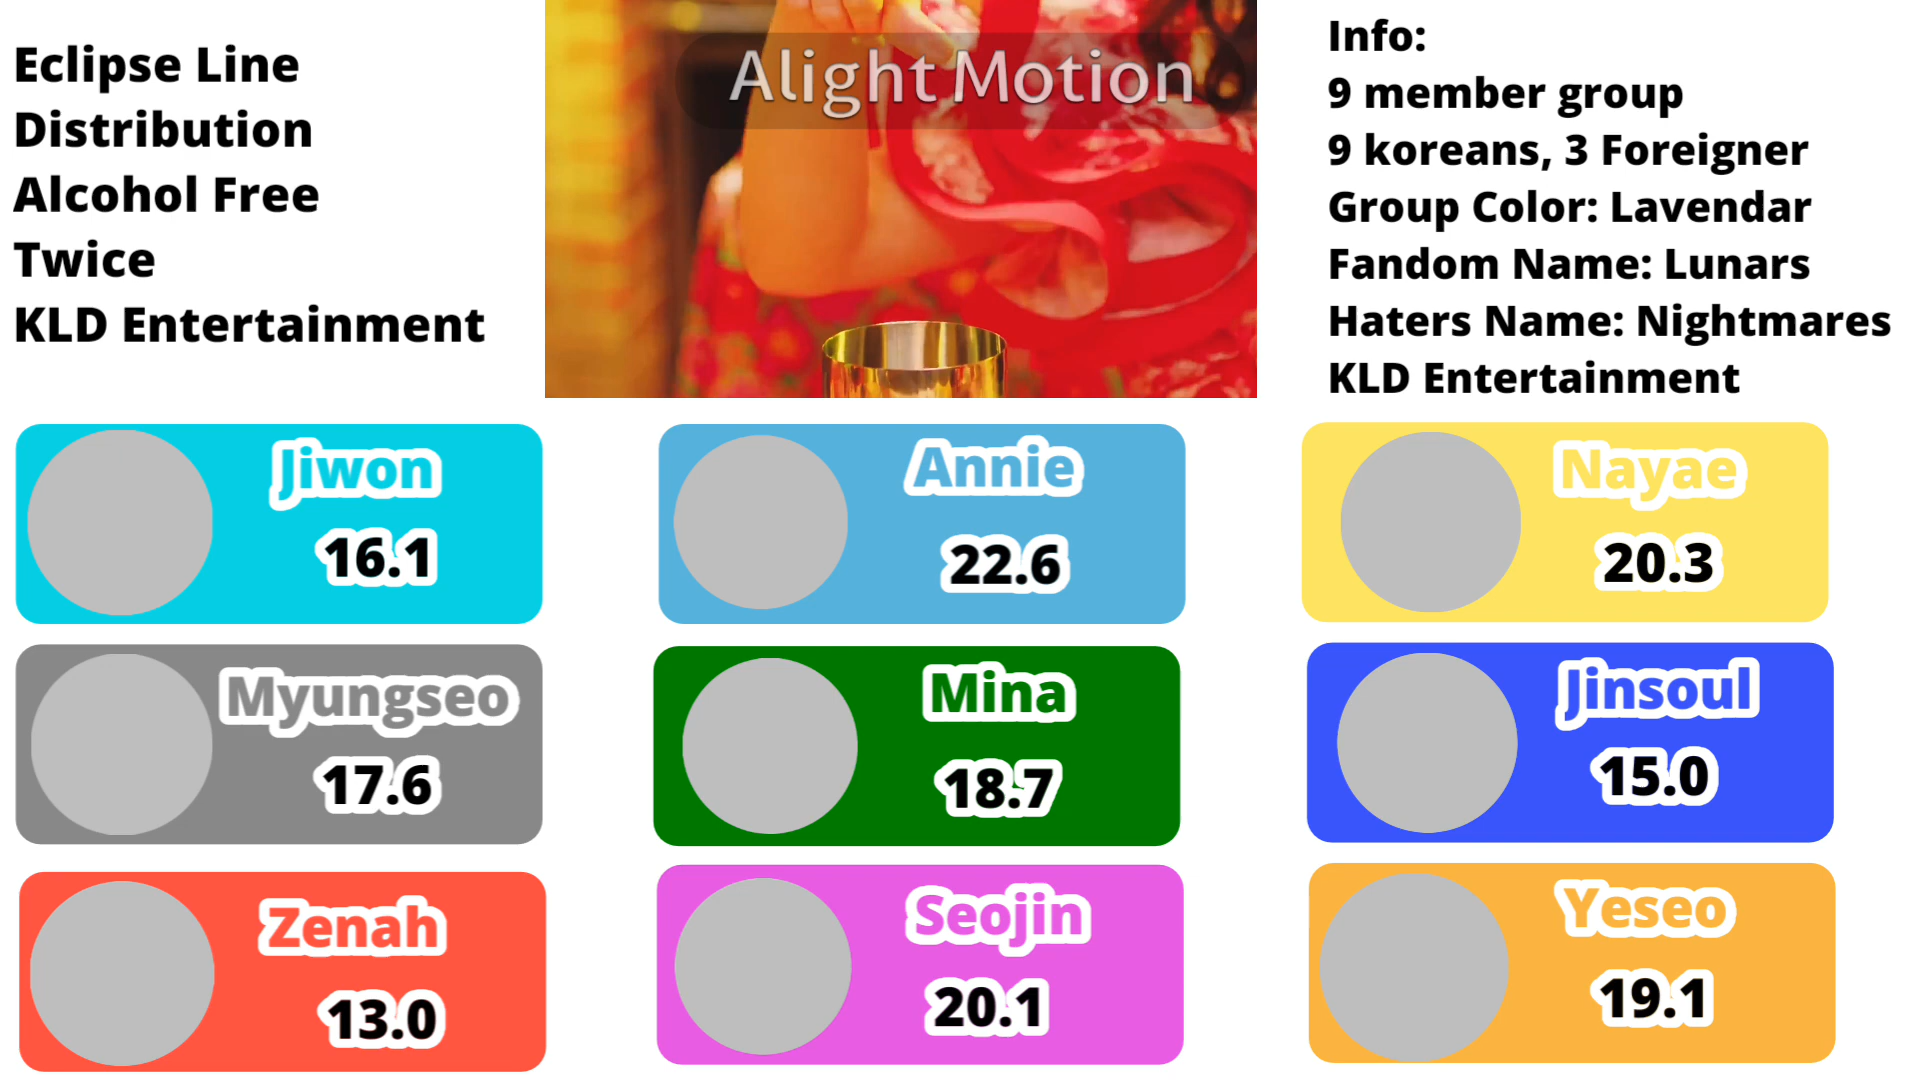 Eclipse Line
Distribution
Alcohol Free
Twice
KLD Entertainment
Alight Motion
Info:
9 member group
9 koreans, 3 Foreigner
Group Color: Lavendar
Fandom Name: Lunars
Haters Name: Nightmares
KLD Entertainment
Jiwon
16.1
Annie
22.6
Nayae
20.3
Myungseo
17.6
Mina
18.7
Jinsoul
15.0
Zenah
13.0
Seojin
20.1
Yeseo
19.1